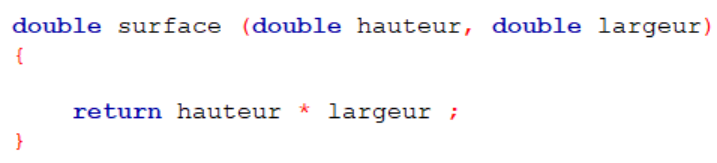 double surface (double hauteur, double largeur)
{
return hauteur * largeur ;
}